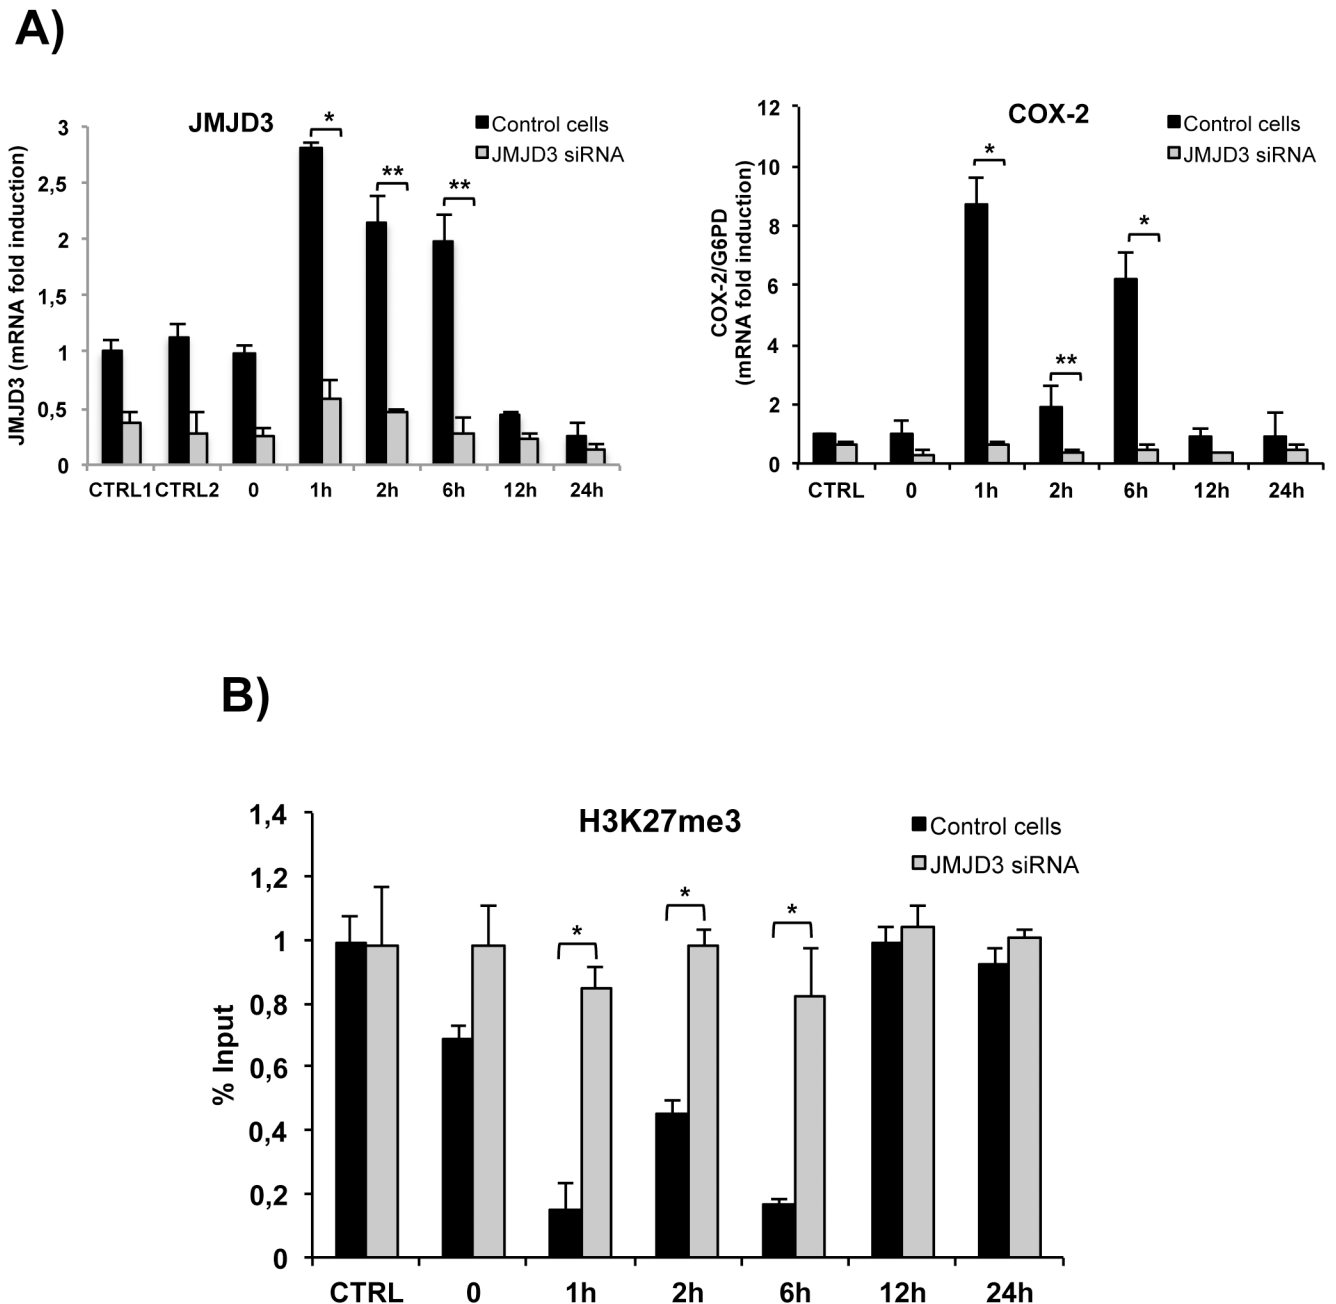 A)
JMJD3
Control cells
JMJD3 siRNA
JMJD3 (mRNA fold induction)
3
2,5
2
1,5
1
0,5
0
*
**
**
CTRL1 CTRL2 0 1h 2h 6h 12h 24h
COX-2
Control cells
JMJD3 siRNA
COX-2/G6PD
(mRNA fold induction)
12
10
8
6
4
2
0
*
**
*
CTRL 0 1h 2h 6h 12h 24h
B)
H3K27me3
Control cells
JMJD3 siRNA
% Input
1,4
1,2
1
0,8
0,6
0,4
0,2
0
*
*
*
CTRL 0 1h 2h 6h 12h 24h